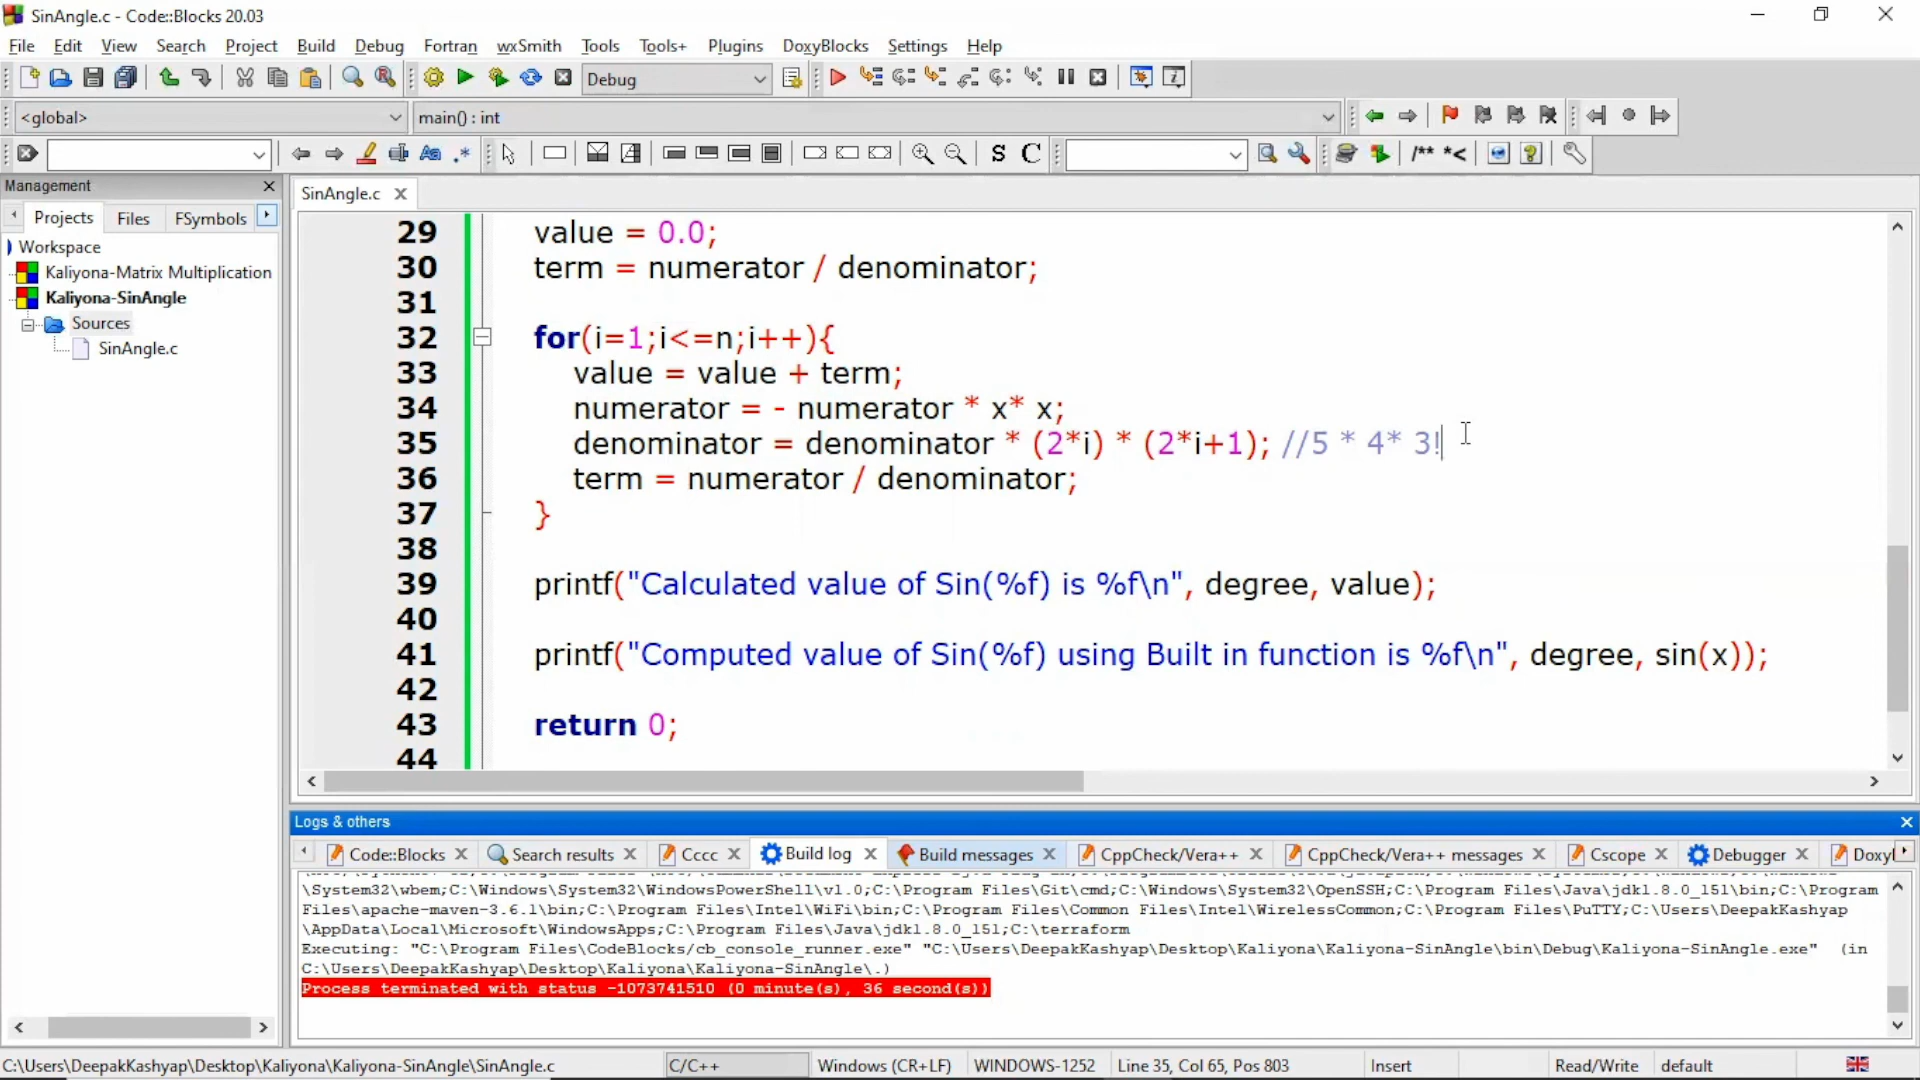 SinAngle.c - Code::Blocks 20.03
File Edit View Search Project Build Debug Fortran wxSmith Tools Tools+ Plugins DoxyBlocks Settings Help
Debug
<global> main() : int
S C /** *<
Management
Projects Files FSymbols
Workspace
Kaliyona-Matrix Multiplication
Kaliyona-SinAngle
Sources
SinAngle.c
SinAngle.c
29 value = 0.0;
30 term = numerator / denominator;
31
32 for(i=1;i<=n;i++){
33 value = value + term;
34 numerator = - numerator * x* x;
35 denominator = denominator * (2*i) * (2*i+1); //5 * 4* 3!
36 term = numerator / denominator;
37 }
38
39 printf("Calculated value of Sin(%f) is %f\n", degree, value);
40
41 printf("Computed value of Sin(%f) using Built in function is %f\n", degree, sin(x));
42
43 return 0;
44
Logs & others
Code::Blocks Search results Cccc Build log Build messages CppCheck/Vera++ CppCheck/Vera++ messages Cscope Debugger Doxyl
\System32\wbem;C:\Windows\System32\WindowsPowerShell\v1.0;C:\Program Files\Git\cmd;C:\Windows\System32\OpenSSH;C:\Program Files\Java\jdk1.8.0_151\bin;C:\Program
Files\apache-maven-3.6.1\bin;C:\Program Files\Intel\WiFi\bin;C:\Program Files\Common Files\Intel\WirelessCommon;C:\Program Files\PuTTY;C:\Users\DeepakKashyap
\AppData\Local\Microsoft\WindowsApps;C:\Program Files\Java\jdk1.8.0_151;C:\terraform
Executing: "C:\Program Files\CodeBlocks/cb_console_runner.exe" "C:\Users\DeepakKashyap\Desktop\Kaliyona\Kaliyona-SinAngle\bin\Debug\Kaliyona-SinAngle.exe" (in
C:\Users\DeepakKashyap\Desktop\Kaliyona\Kaliyona-SinAngle\.)
Process terminated with status -1073741510 (0 minute(s), 36 second(s))
C:\Users\DeepakKashyap\Desktop\Kaliyona\Kaliyona-SinAngle\SinAngle.c C/C++ Windows (CR+LF) WINDOWS-1252 Line 35, Col 65, Pos 803 Insert Read/Write default